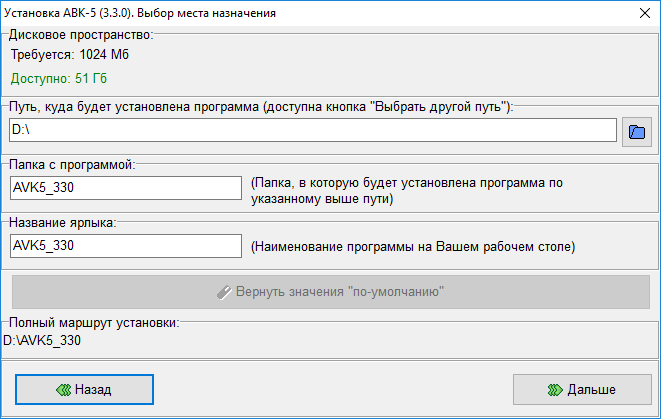 Установка АВК-5 (3.3.0). Выбор места назначения
Дисковое пространство:
Требуется: 1024 Мб
Доступно: 51 Гб
Путь, куда будет установлена программа (доступна кнопка "Выбрать другой путь"):
D:\
Папка с программой:
AVK5_330
(Папка, в которую будет установлена программа по
указанному выше пути)
Название ярлыка:
AVK5_330
(Наименование программы на Вашем рабочем столе)
Вернуть значения "по-умолчанию"
Полный маршрут установки:
D:\AVK5_330
Назад
Дальше